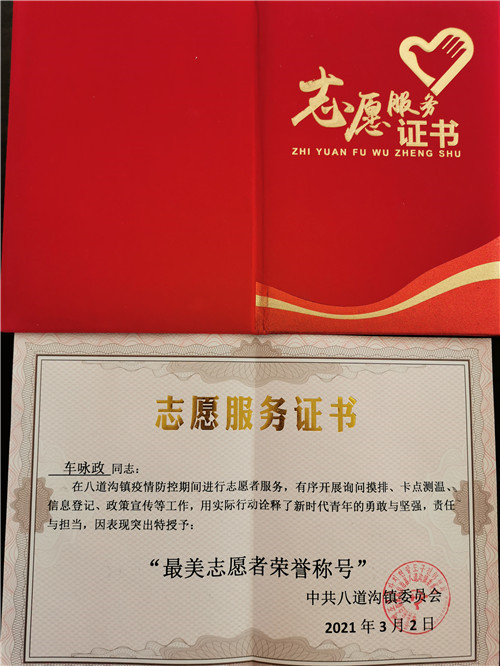 志愿服务
证书
ZHI YUAN FU WU ZHENG SHU
志愿服务证书
车咏政 同志：
在八道沟镇疫情防控期间进行志愿者服务，有序开展询问摸排、卡点测温、
信息登记、政策宣传等工作，用实际行动诠释了新时代青年的勇敢与坚强，责任
与担当，因表现突出特授予：
“最美志愿者荣誉称号”
中共八道沟镇委员会
2021 年 3 月 2 日